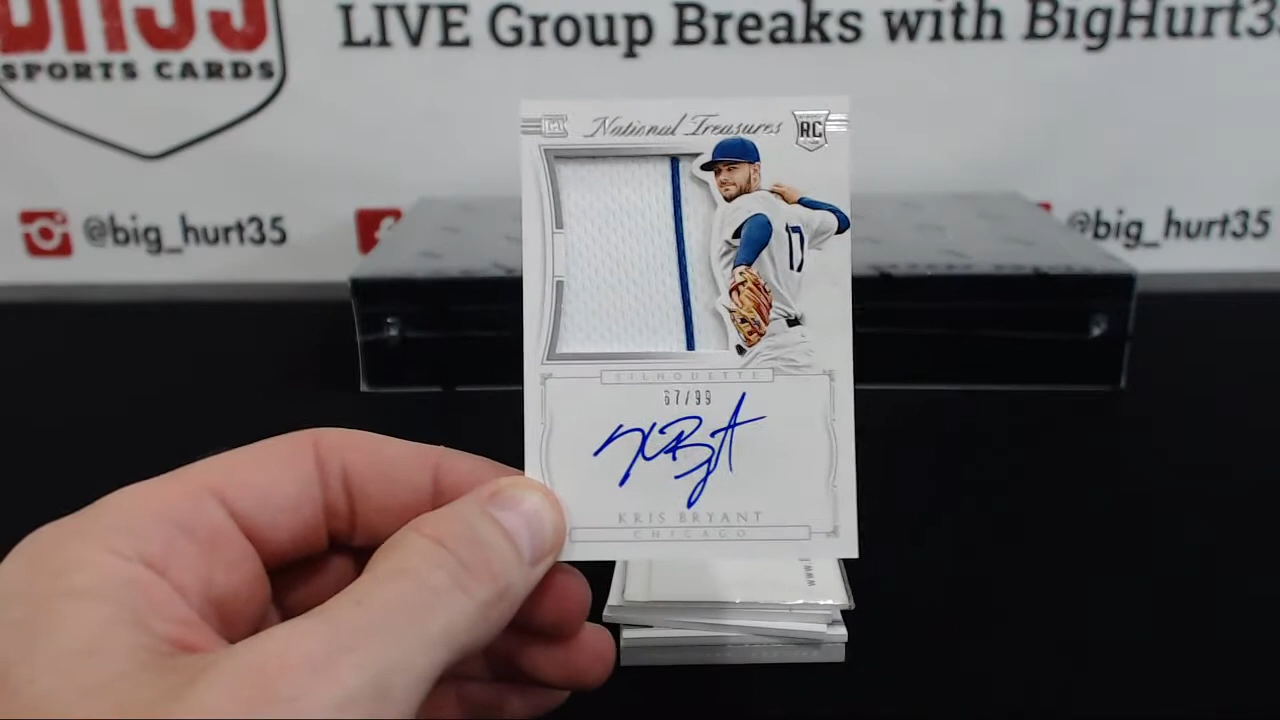 BH35
SPORTS CARDS
LIVE Group Breaks with BigHurt3
@big_hurt35
@big_hurt35
National Treasures
RC
17
SILHOUETTE
67/99
KRIS BRYANT
CHICAGO